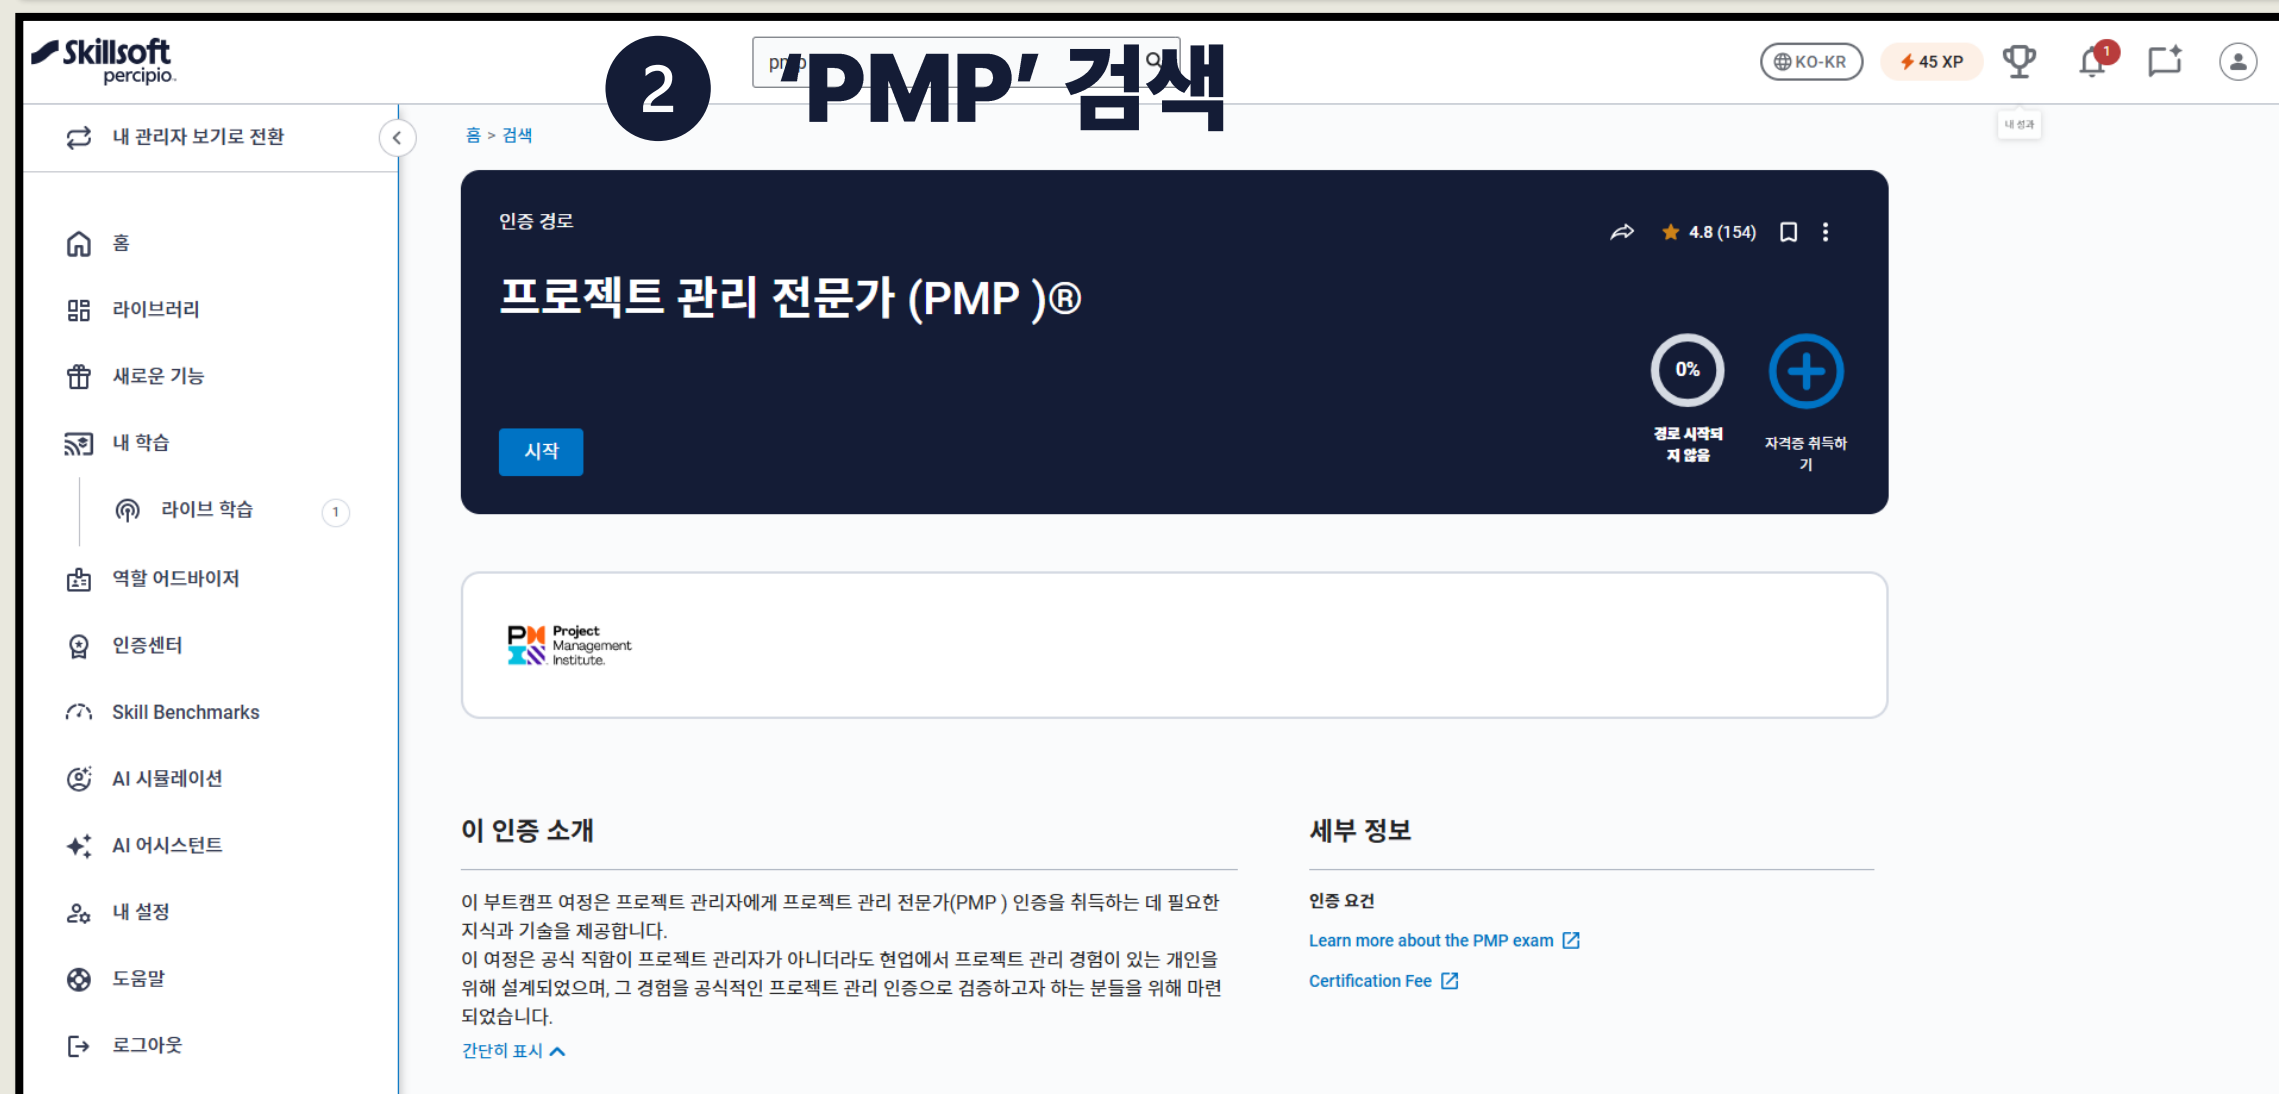 Skillsoft
percipio.
pmp
2 'PMP' 검색
KO-KR
45 XP
1
내 성과
내 관리자 보기로 전환
홈 > 검색
홈
라이브러리
새로운 기능
내 학습
라이브 학습 1
역할 어드바이저
인증센터
Skill Benchmarks
AI 시뮬레이션
AI 어시스턴트
내 설정
도움말
로그아웃
인증 경로
4.8 (154)
프로젝트 관리 전문가 (PMP )®
0%
경로 시작되
지 않음
자격증 취득하
기
시작
Project
Management
Institute.
이 인증 소개
이 부트캠프 여정은 프로젝트 관리자에게 프로젝트 관리 전문가(PMP ) 인증을 취득하는 데 필요한
지식과 기술을 제공합니다.
이 여정은 공식 직함이 프로젝트 관리자가 아니더라도 현업에서 프로젝트 관리 경험이 있는 개인을
위해 설계되었으며, 그 경험을 공식적인 프로젝트 관리 인증으로 검증하고자 하는 분들을 위해 마련
되었습니다.
간단히 표시
세부 정보
인증 요건
Learn more about the PMP exam
Certification Fee